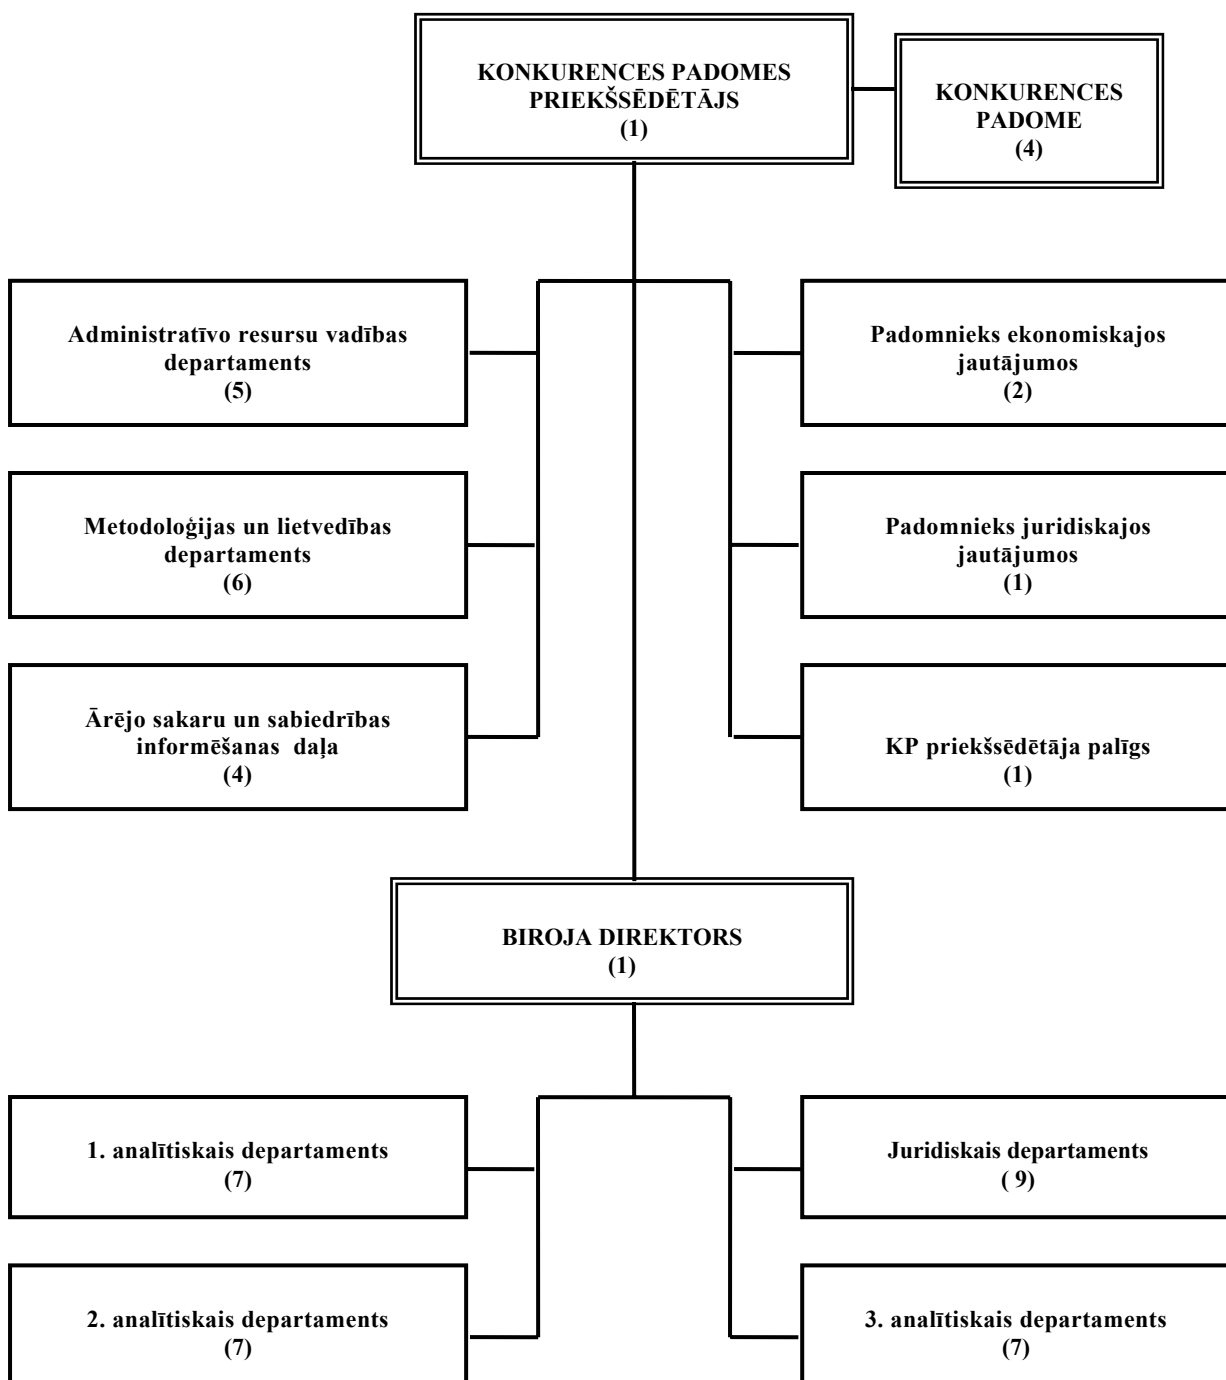 KONKURENCES PADOMES
PRIEKŠSĒDĒTĀJS
(1)
KONKURENCES
PADOME
(4)
Administratīvo resursu vadības
departaments
(5)
Padomnieks ekonomiskajos
jautājumos
(2)
Metodoloģijas un lietvedības
departaments
(6)
Padomnieks juridiskajos
jautājumos
(1)
Ārējo sakaru un sabiedrības
informēšanas daļa
(4)
KP priekšsēdētāja palīgs
(1)
BIROJA DIREKTORS
(1)
1. analītiskais departaments
(7)
Juridiskais departaments
( 9)
2. analītiskais departaments
(7)
3. analītiskais departaments
(7)